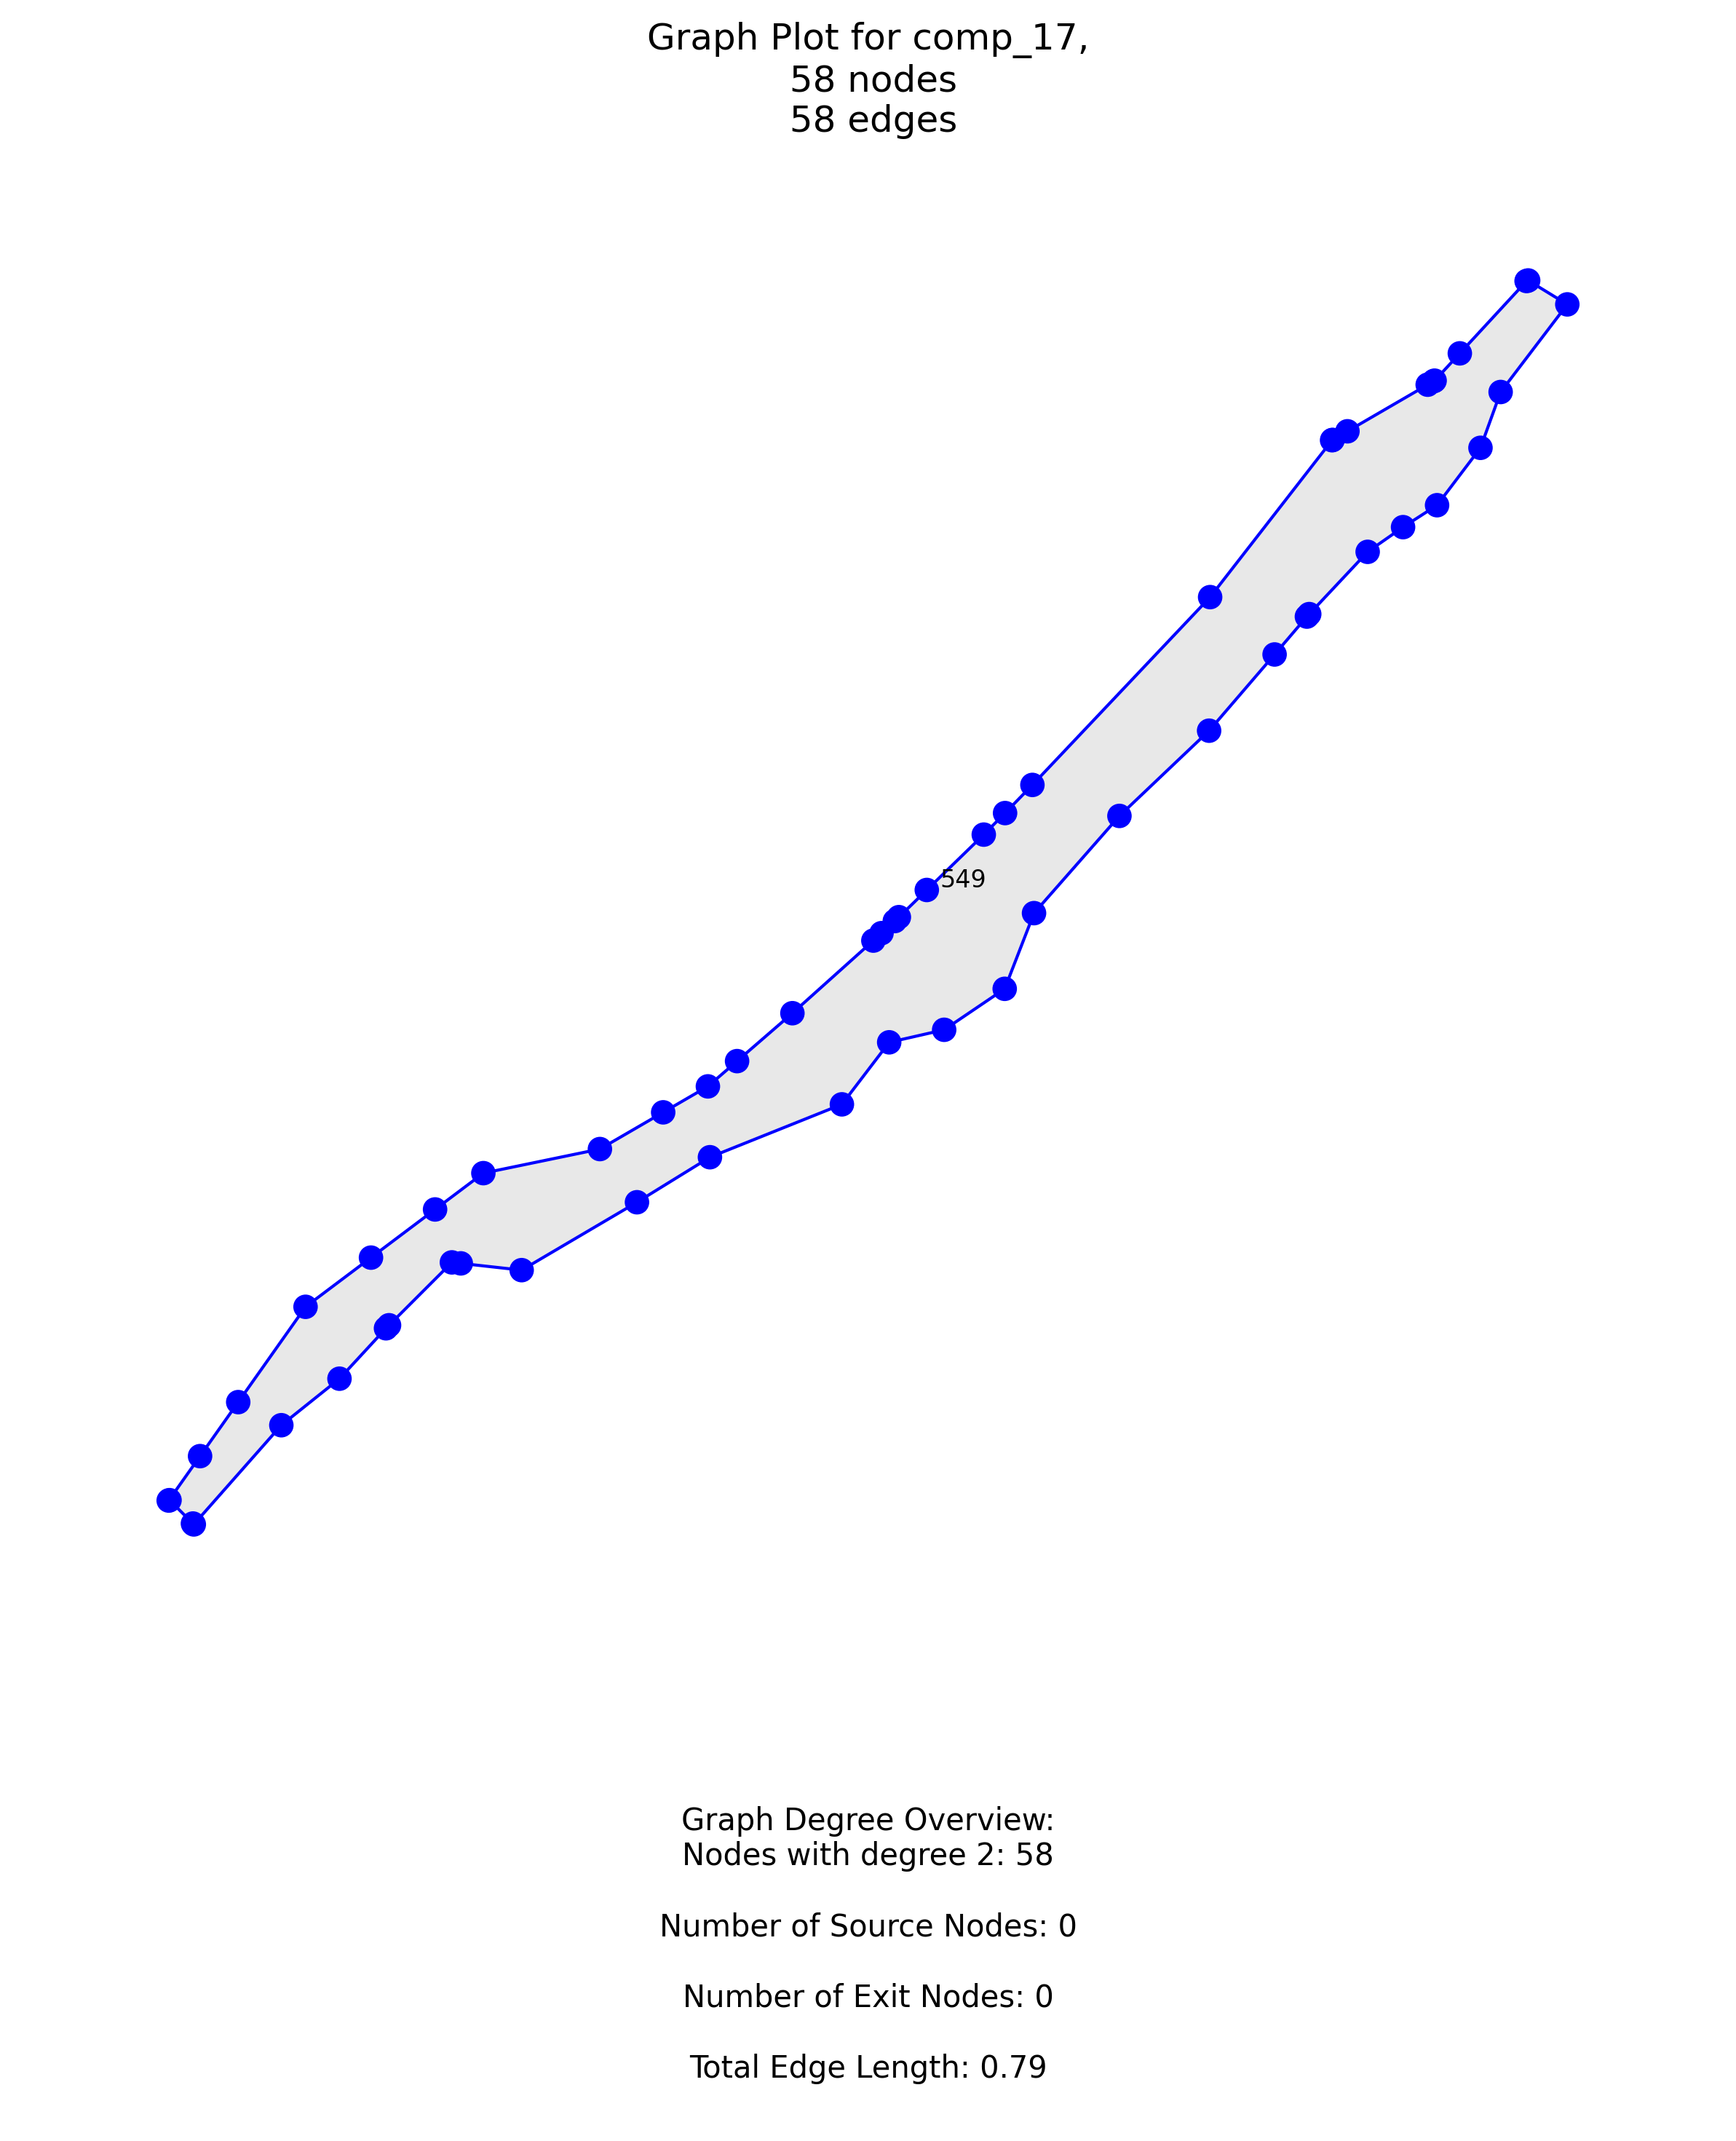 Graph Plot for comp_17,
58 nodes
58 edges
549
Graph Degree Overview:
Nodes with degree 2: 58
Number of Source Nodes: 0
Number of Exit Nodes: 0
Total Edge Length: 0.79